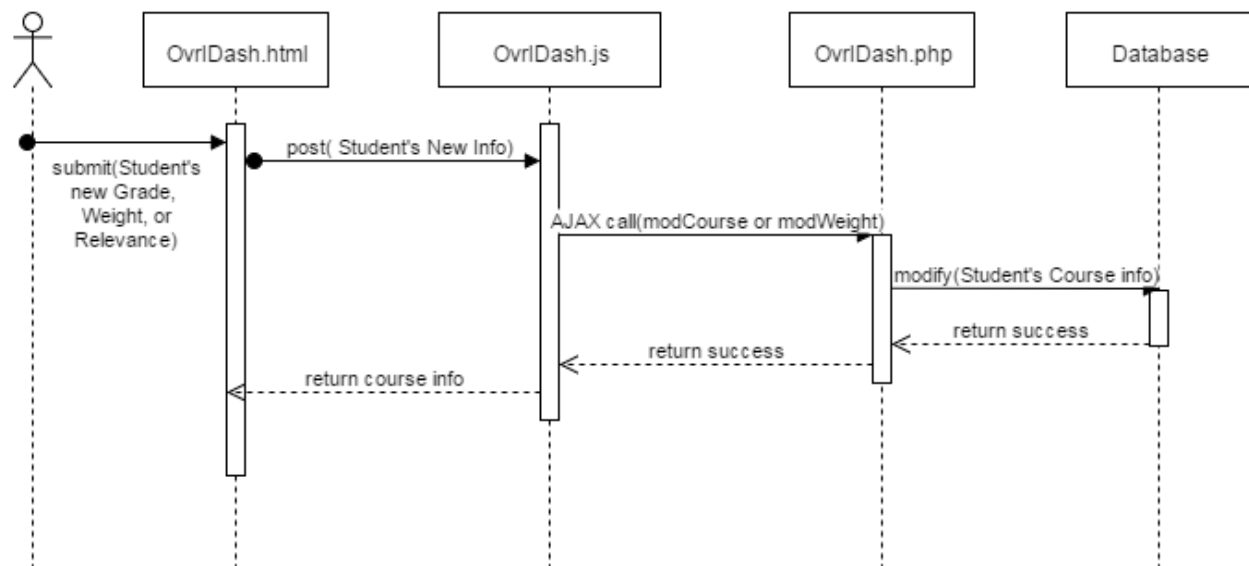 OvrlDash.html
OvrlDash.js
OvrlDash.php
Database
submit(Student's
new Grade,
Weight, or
Relevance)
post( Student's New Info)
AJAX call(modCourse or modWeight)
modify(Student's Course info)
return success
return success
return course info